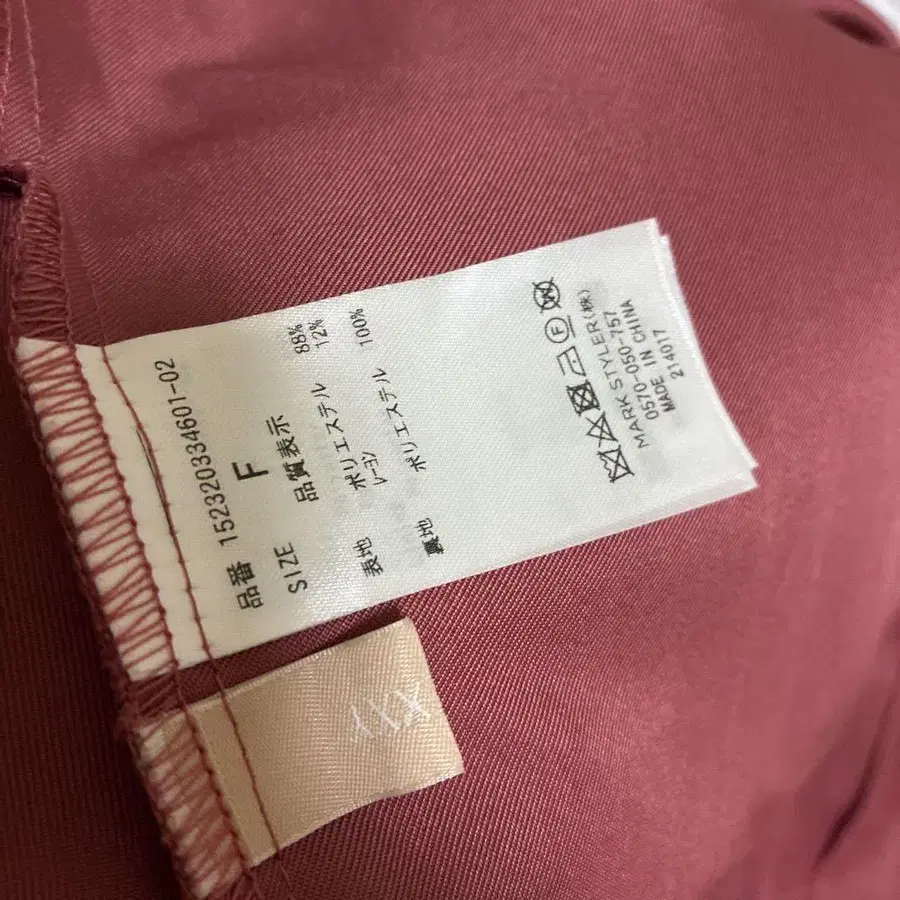 品番 152320334601-02
SIZE F
品質表示
表地 ポリエステル 88%
レーヨン 12%
裏地 ポリエステル 100%
F W
MARK STYLER(株)
0570-050-757
MADE IN CHINA
214017
YXX